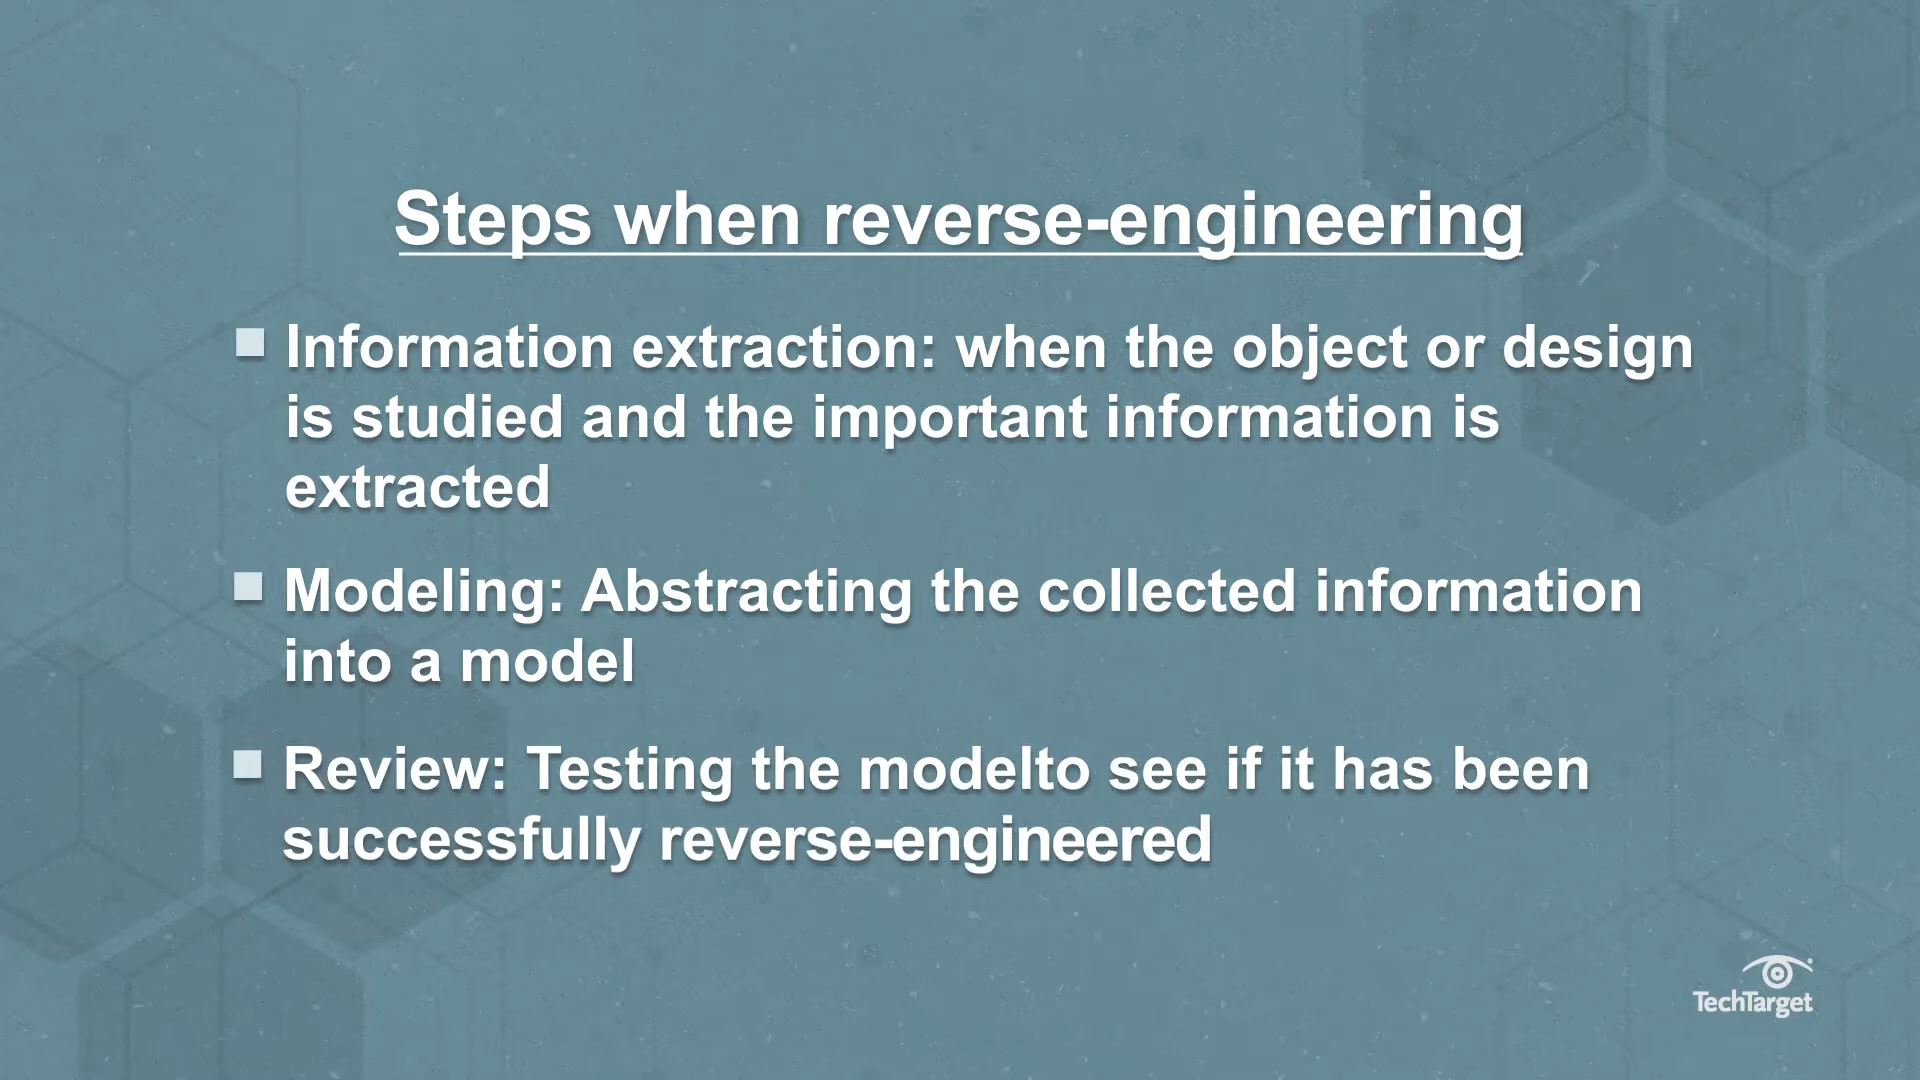 Steps when reverse-engineering
Information extraction: when the object or design
is studied and the important information is
extracted
Modeling: Abstracting the collected information
into a model
Review: Testing the modelto see if it has been
successfully reverse-engineered
TechTarget